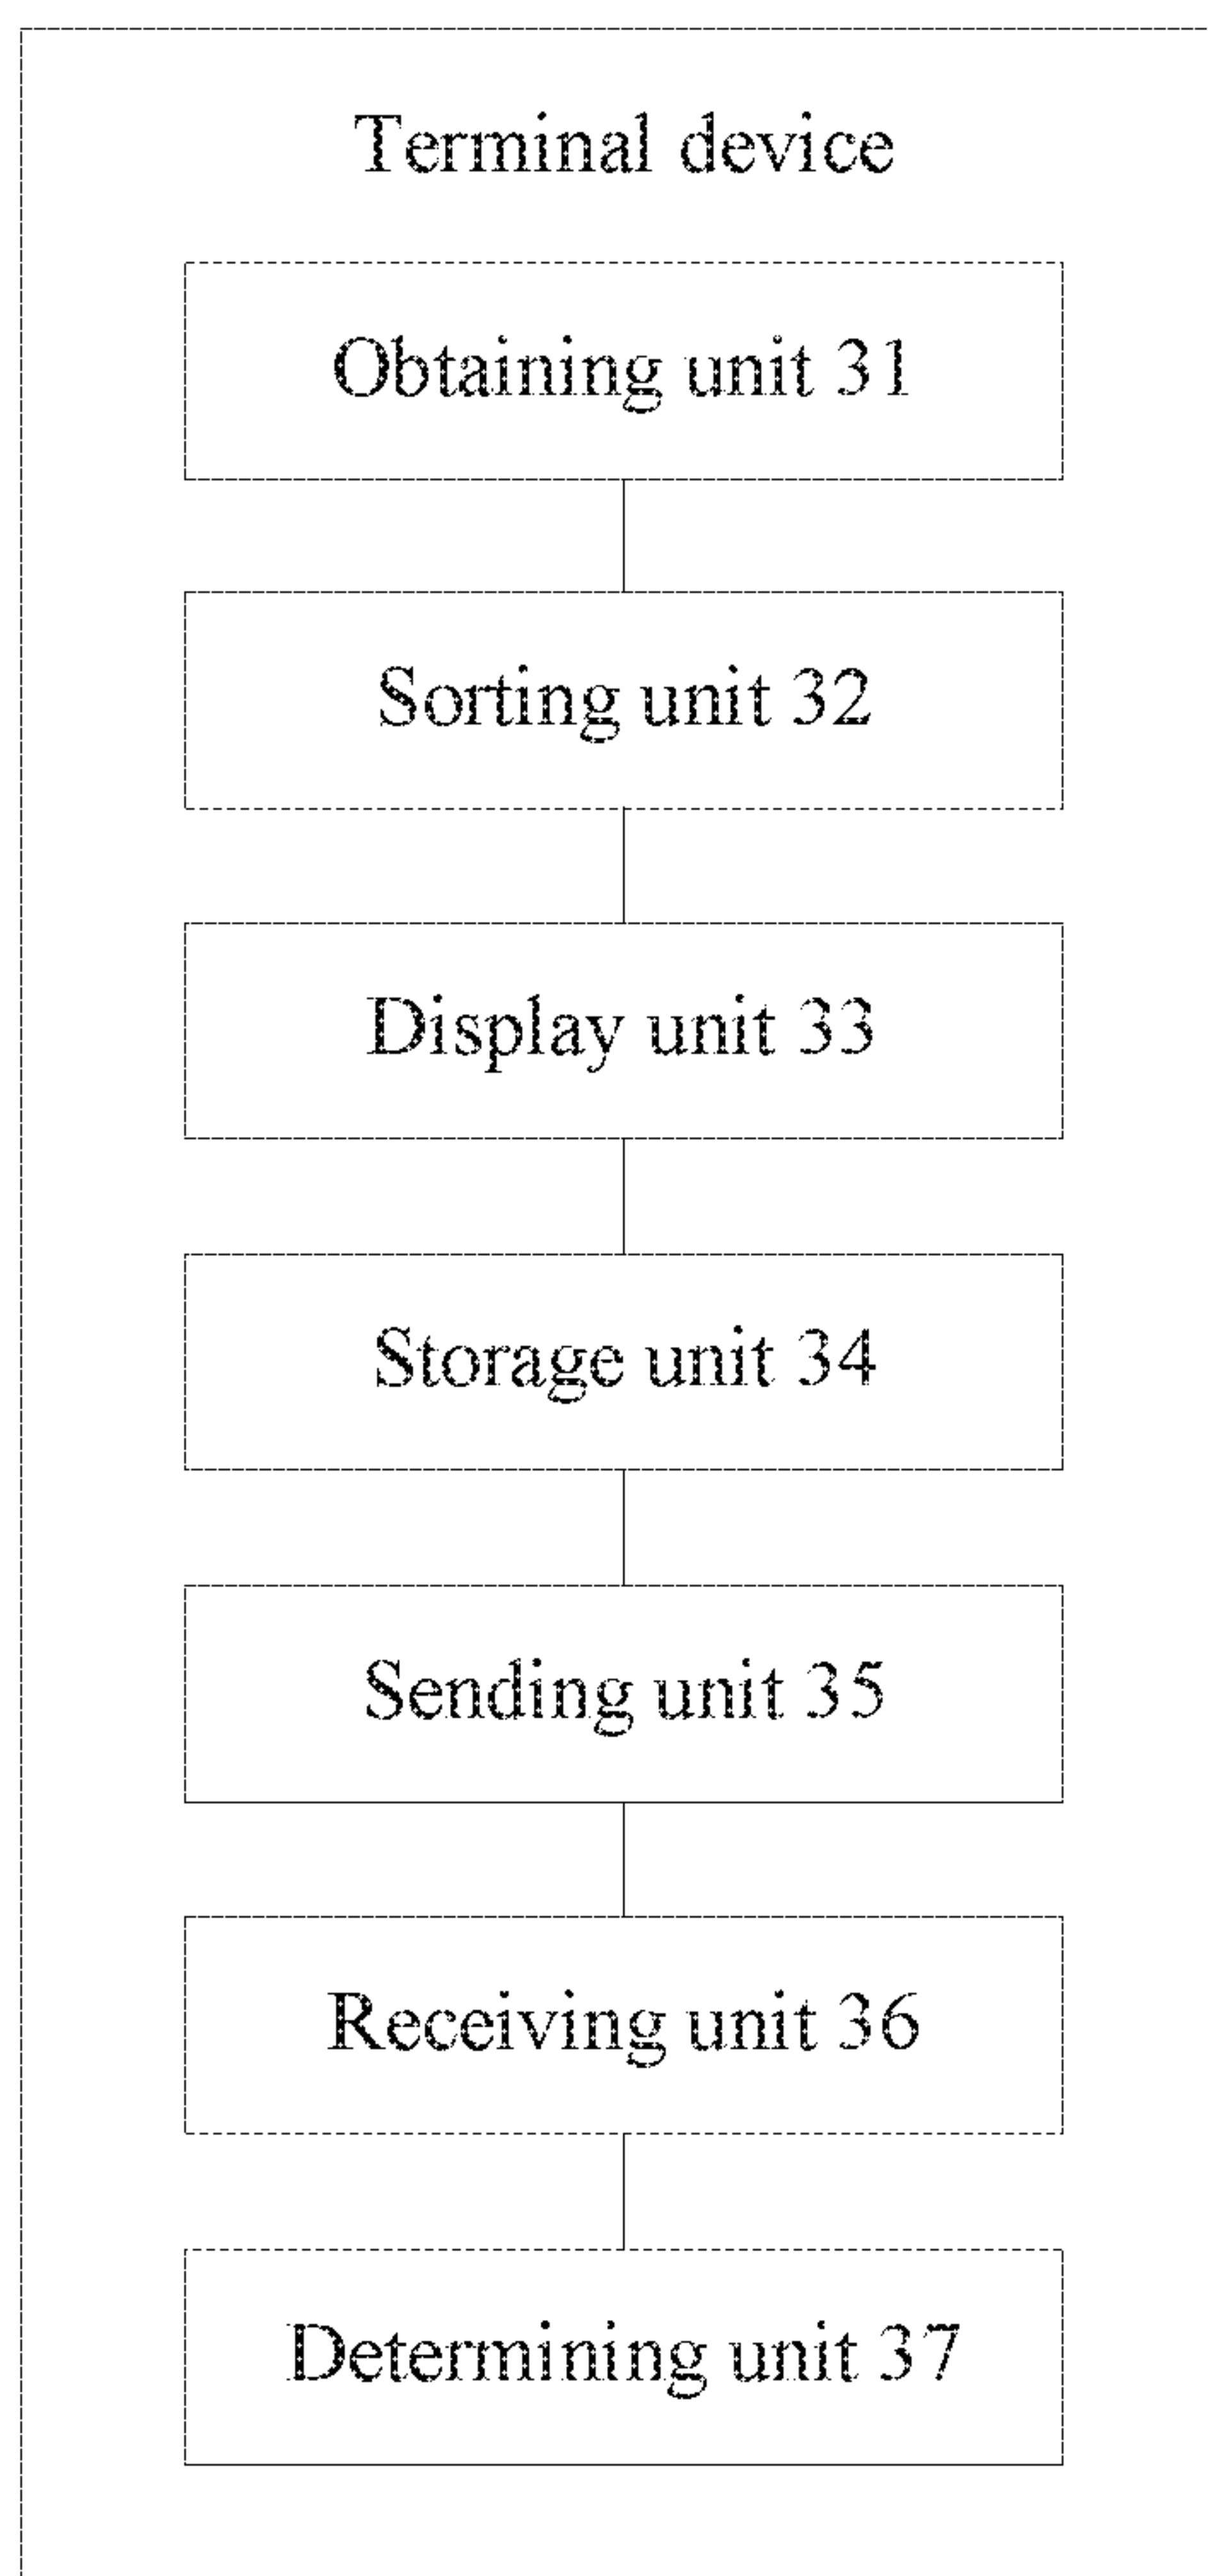 Terminal device
Obtaining unit 31
Sorting unit 32
Display unit 33
Storage unit 34
Sending unit 35
Receiving unit 36
Determining unit 37